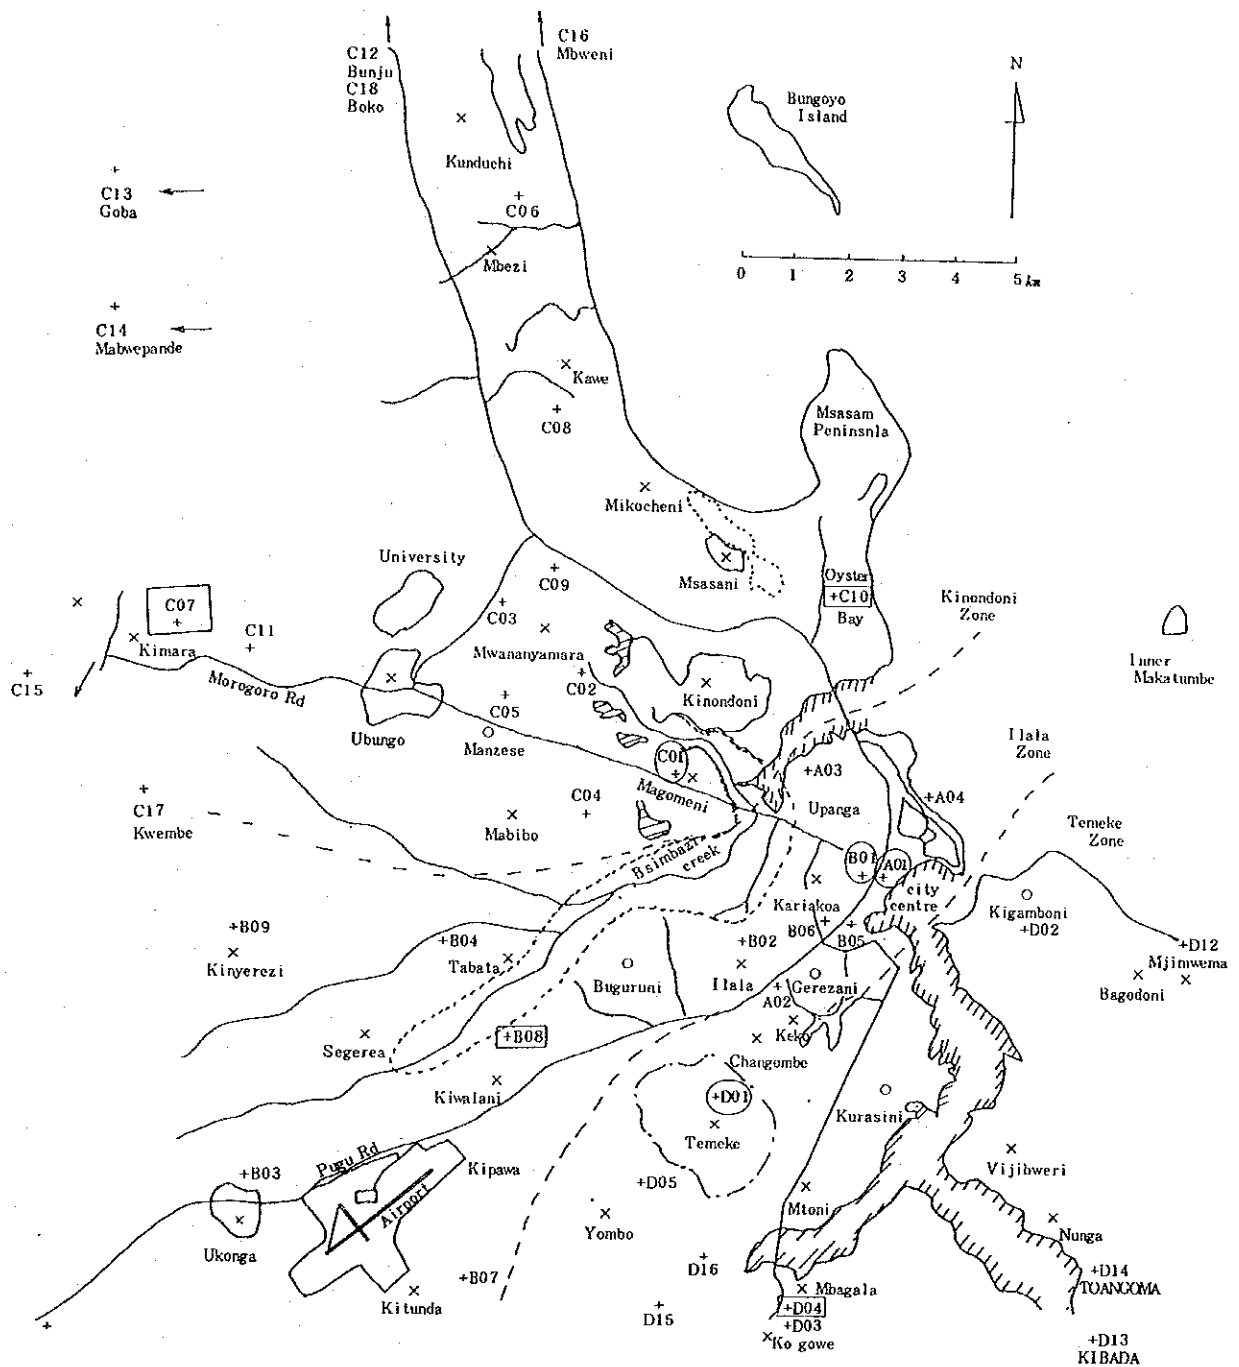 C12
Bunju
C18
Boko
C16
Mbweni
N
Bungoyo
Island
Kunduchi
C13
Goba
C06
Mbezi
0 1 2 3 4 5 km
C14
Mabwepande
Kawe
C08
Msasam
Peninsnla
Mikocheni
University
Msasani
Oyster
C10
Bay
Kinondoni
Zone
C09
C07
C03
C11
Kimara
Mwananyamara
Inner
Makatumbe
C15
Morogoro Rd
C02
Kinondoni
C05
Ubungo
Manzese
Ilala
Zone
C01
A03
Magomeni
Upanga
A04
C17
Kwembe
C04
Mabibo
Temeke
Zone
Bsimbazi
creek
B01
A01
city
centre
Kariakoa
Kigamboni
D02
B09
Kinyerezi
B04
Tabata
B02
B06
B05
D12
Mjimwema
Buguruni
Ilala
Gerezani
Bagodoni
A02
Segerea
B08
Keko
Changombe
Kiwalani
D01
Kurasini
Temeke
Pugu Rd
Kipawa
B03
D05
Vijibweri
Airport
Mtoni
Ukonga
Yombo
Nunga
B07
D16
D14
TOANGOMA
Kitunda
Mbagala
D15
D04
D03
Ko gowe
D13
KIBADA